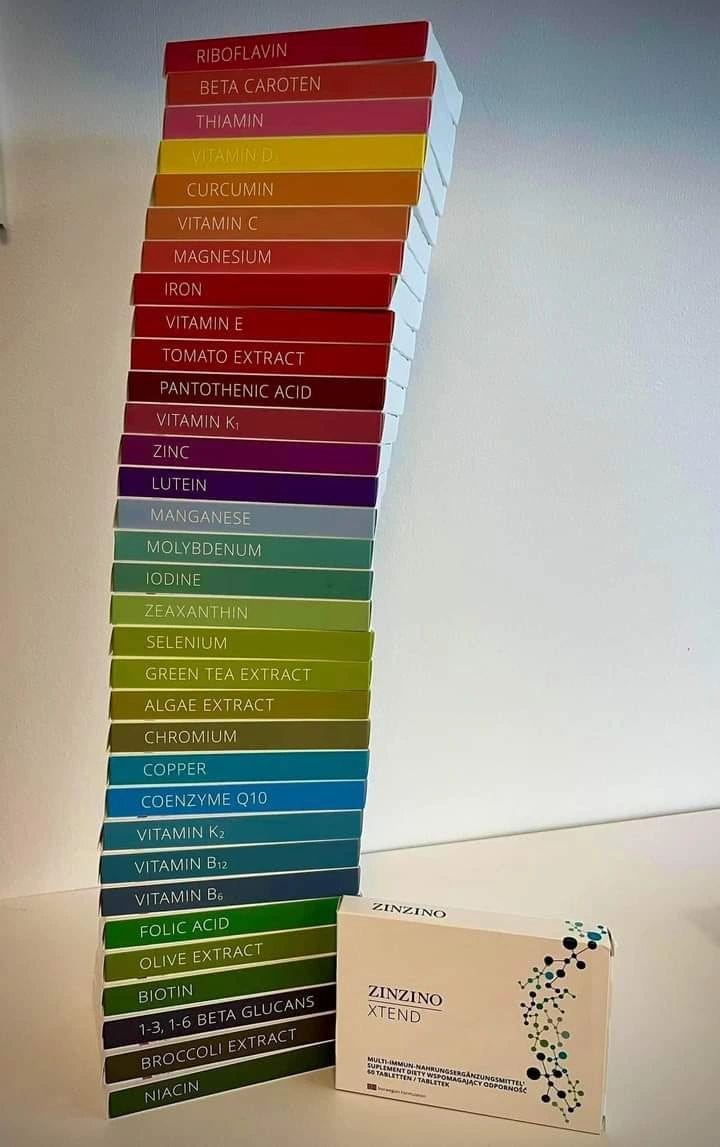 RIBOFLAVIN
BETA CAROTEN
THIAMIN
VITAMIN D₃
CURCUMIN
VITAMIN C
MAGNESIUM
IRON
VITAMIN E
TOMATO EXTRACT
PANTOTHENIC ACID
VITAMIN K₁
ZINC
LUTEIN
MANGANESE
MOLYBDENUM
IODINE
ZEAXANTHIN
SELENIUM
GREEN TEA EXTRACT
ALGAE EXTRACT
CHROMIUM
COPPER
COENZYME Q10
VITAMIN K₂
VITAMIN B₁₂
VITAMIN B₆
FOLIC ACID
OLIVE EXTRACT
BIOTIN
1-3, 1-6 BETA GLUCANS
BROCCOLI EXTRACT
NIACIN
ZINZINO
ZINZINO
XTEND
MULTI-IMMUN-NAHRUNGSERGÄNZUNGSMITTEL*
SUPLEMENT DIETY WSPOMAGAJĄCY ODPORNOŚĆ
60 TABLETTEN / TABLETEK
Norwegian Formulation